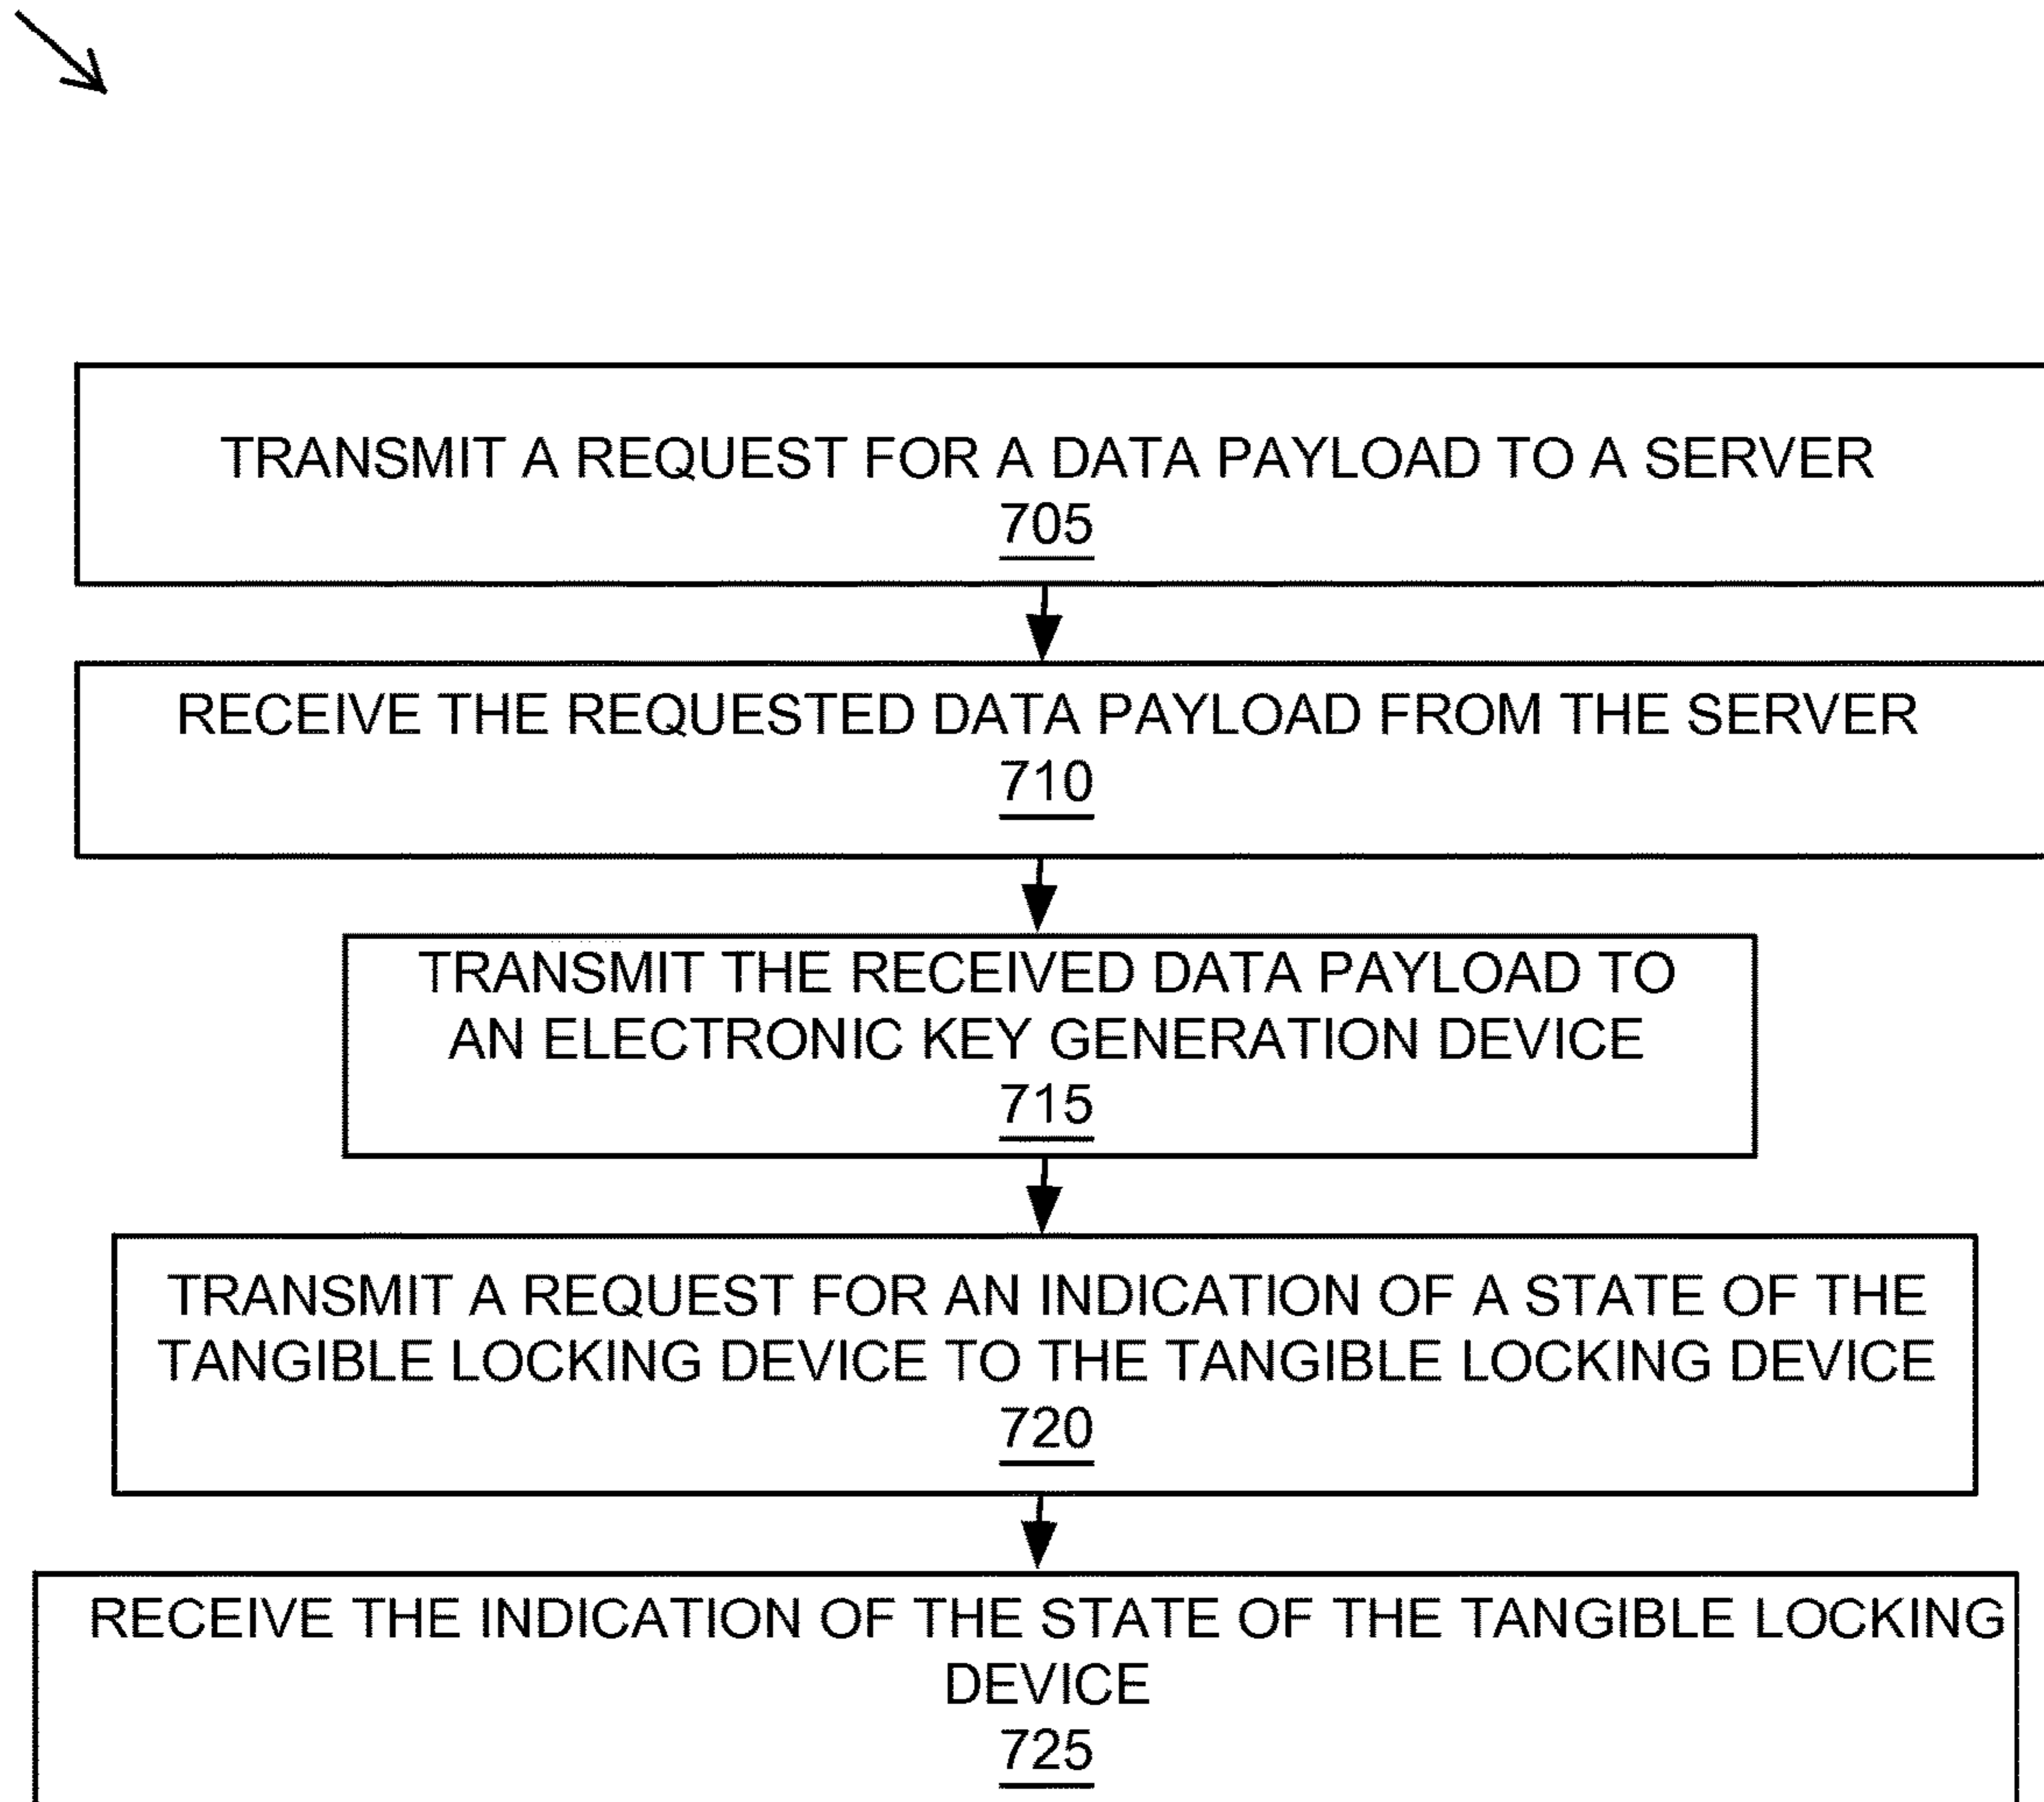 TRANSMIT A REQUEST FOR A DATA PAYLOAD TO A SERVER
705
RECEIVE THE REQUESTED DATA PAYLOAD FROM THE SERVER
710
TRANSMIT THE RECEIVED DATA PAYLOAD TO
AN ELECTRONIC KEY GENERATION DEVICE
715
TRANSMIT A REQUEST FOR AN INDICATION OF A STATE OF THE
TANGIBLE LOCKING DEVICE TO THE TANGIBLE LOCKING DEVICE
720
RECEIVE THE INDICATION OF THE STATE OF THE TANGIBLE LOCKING
DEVICE
725